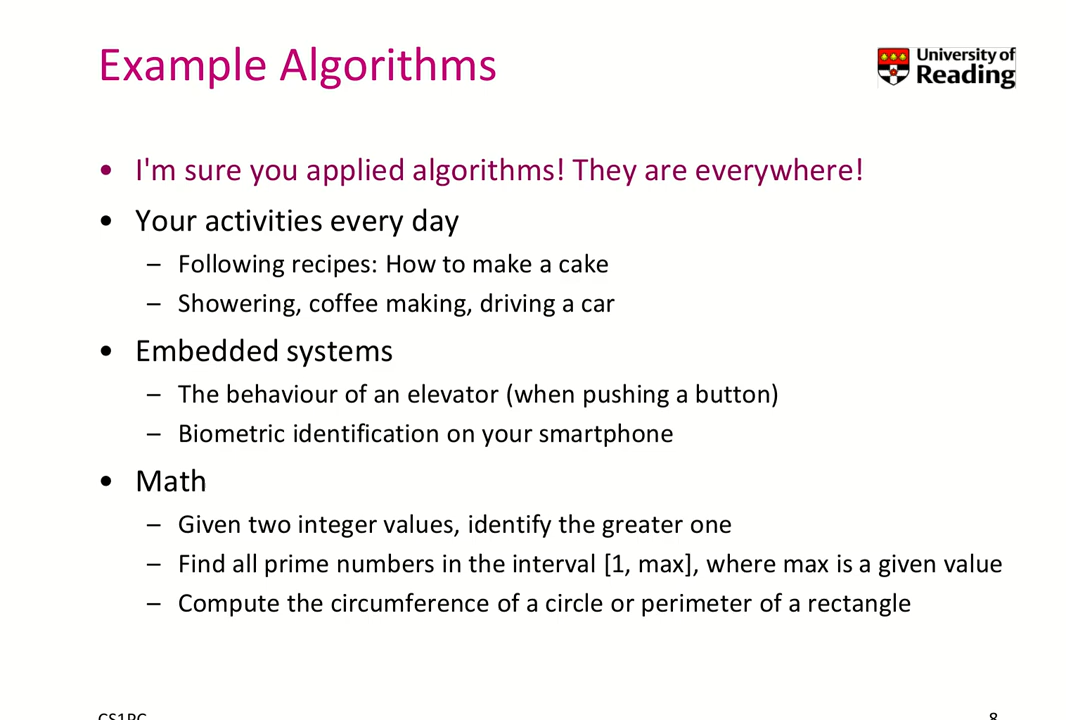 Example Algorithms
University of
Reading
• I'm sure you applied algorithms! They are everywhere!
• Your activities every day
– Following recipes: How to make a cake
– Showering, coffee making, driving a car
• Embedded systems
– The behaviour of an elevator (when pushing a button)
– Biometric identification on your smartphone
• Math
– Given two integer values, identify the greater one
– Find all prime numbers in the interval [1, max], where max is a given value
– Compute the circumference of a circle or perimeter of a rectangle
8